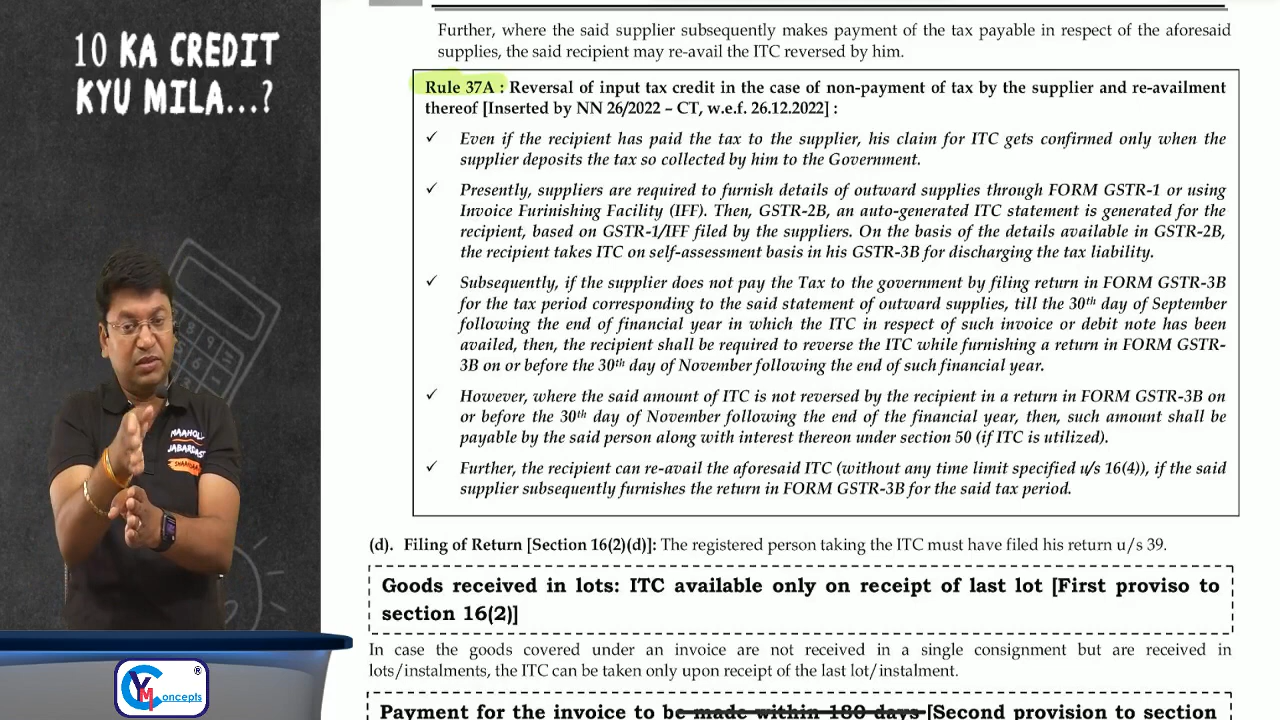 10 KA CREDIT
KYU MILA...?
MAAHOL
JABARDAST
SHAANDAAR
CYM
oncepts
®
Further, where the said supplier subsequently makes payment of the tax payable in respect of the aforesaid
supplies, the said recipient may re-avail the ITC reversed by him.
Rule 37A : Reversal of input tax credit in the case of non-payment of tax by the supplier and re-availment
thereof [Inserted by NN 26/2022 – CT, w.e.f. 26.12.2022] :
✓ Even if the recipient has paid the tax to the supplier, his claim for ITC gets confirmed only when the
supplier deposits the tax so collected by him to the Government.
✓ Presently, suppliers are required to furnish details of outward supplies through FORM GSTR-1 or using
Invoice Furinishing Facility (IFF). Then, GSTR-2B, an auto-generated ITC statement is generated for the
recipient, based on GSTR-1/IFF filed by the suppliers. On the basis of the details available in GSTR-2B,
the recipient takes ITC on self-assessment basis in his GSTR-3B for discharging the tax liability.
✓ Subsequently, if the supplier does not pay the Tax to the government by filing return in FORM GSTR-3B
for the tax period corresponding to the said statement of outward supplies, till the 30th day of September
following the end of financial year in which the ITC in respect of such invoice or debit note has been
availed, then, the recipient shall be required to reverse the ITC while furnishing a return in FORM GSTR-
3B on or before the 30th day of November following the end of such financial year.
✓ However, where the said amount of ITC is not reversed by the recipient in a return in FORM GSTR-3B on
or before the 30th day of November following the end of the financial year, then, such amount shall be
payable by the said person along with interest thereon under section 50 (if ITC is utilized).
✓ Further, the recipient can re-avail the aforesaid ITC (without any time limit specified u/s 16(4)), if the said
supplier subsequently furnishes the return in FORM GSTR-3B for the said tax period.
(d). Filing of Return [Section 16(2)(d)]: The registered person taking the ITC must have filed his return u/s 39.
Goods received in lots: ITC available only on receipt of last lot [First proviso to
section 16(2)]
In case the goods covered under an invoice are not received in a single consignment but are received in
lots/instalments, the ITC can be taken only upon receipt of the last lot/instalment.
Payment for the invoice to be made within 180 days [Second provision to section